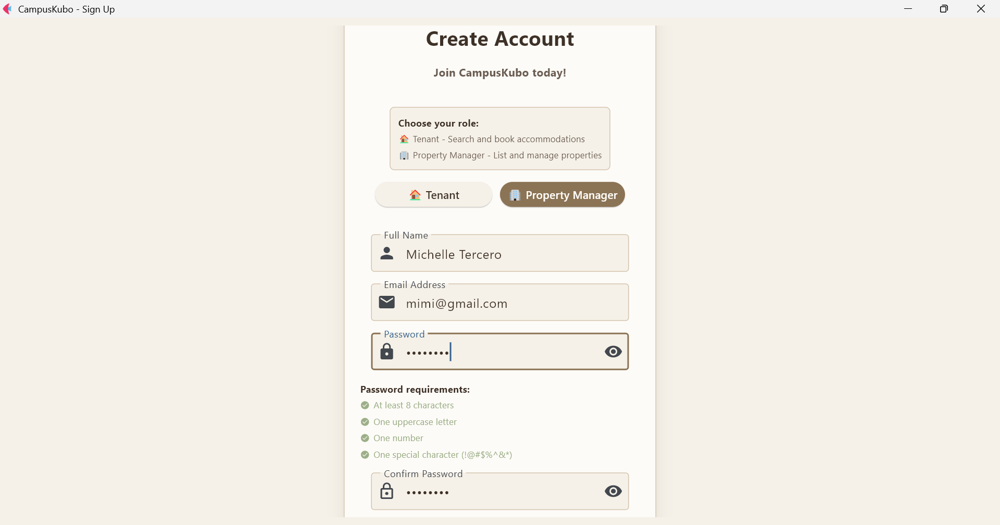 CampusKubo - Sign Up
Create Account
Join CampusKubo today!
Choose your role:
🏠 Tenant - Search and book accommodations
🏢 Property Manager - List and manage properties
🏠 Tenant
🏢 Property Manager
Full Name
Michelle Tercero
Email Address
mimi@gmail.com
Password
••••••••
Password requirements:
At least 8 characters
One uppercase letter
One number
One special character (!@#$%^&*)
Confirm Password
••••••••